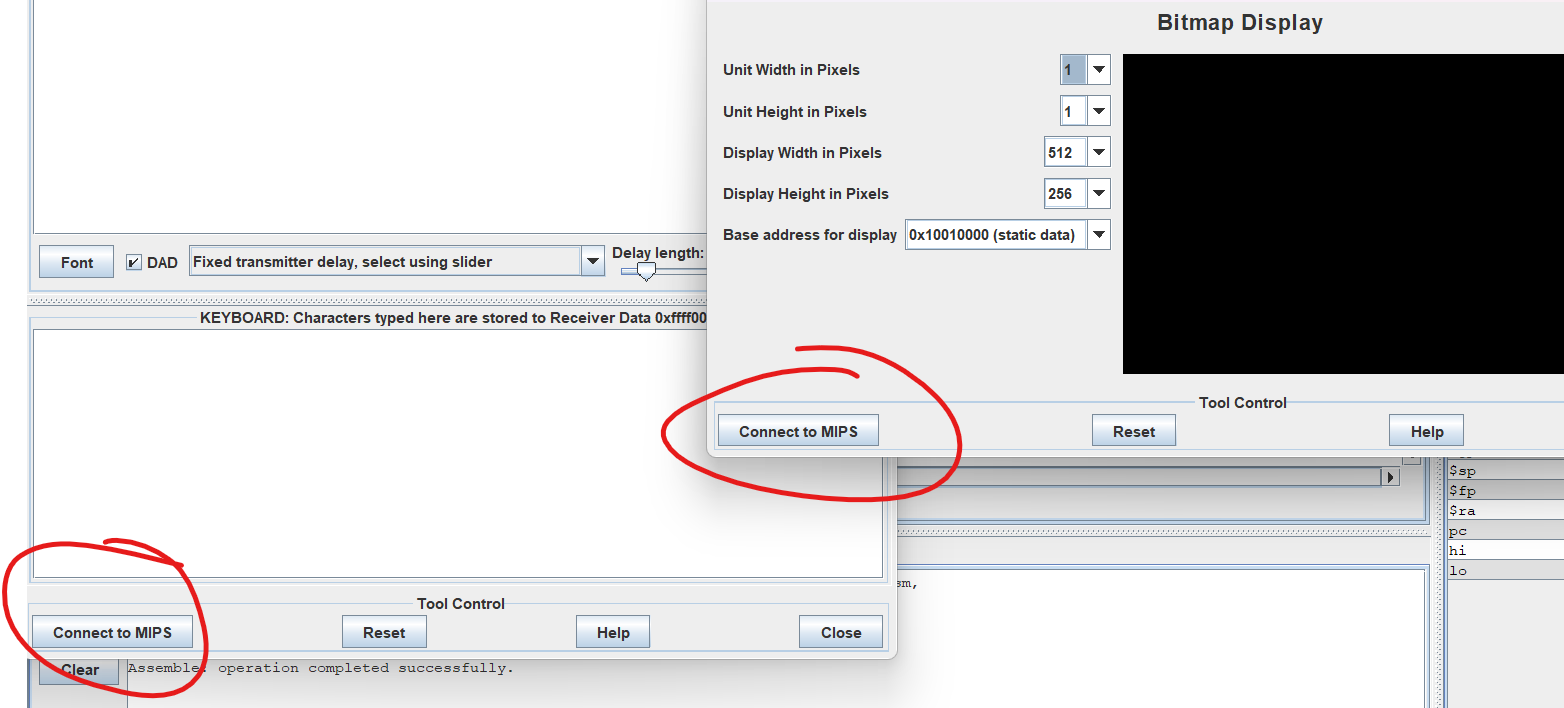 Bitmap Display
Unit Width in Pixels 1
Unit Height in Pixels 1
Display Width in Pixels 512
Display Height in Pixels 256
Base address for display 0x10010000 (static data)
Font DAD Fixed transmitter delay, select using slider Delay length:
KEYBOARD: Characters typed here are stored to Receiver Data 0xffff00
Tool Control
Connect to MIPS Reset Help
$sp
$fp
$ra
pc
hi
lo
sm,
Tool Control
Connect to MIPS Reset Help Close
Clear
Assemble: operation completed successfully.